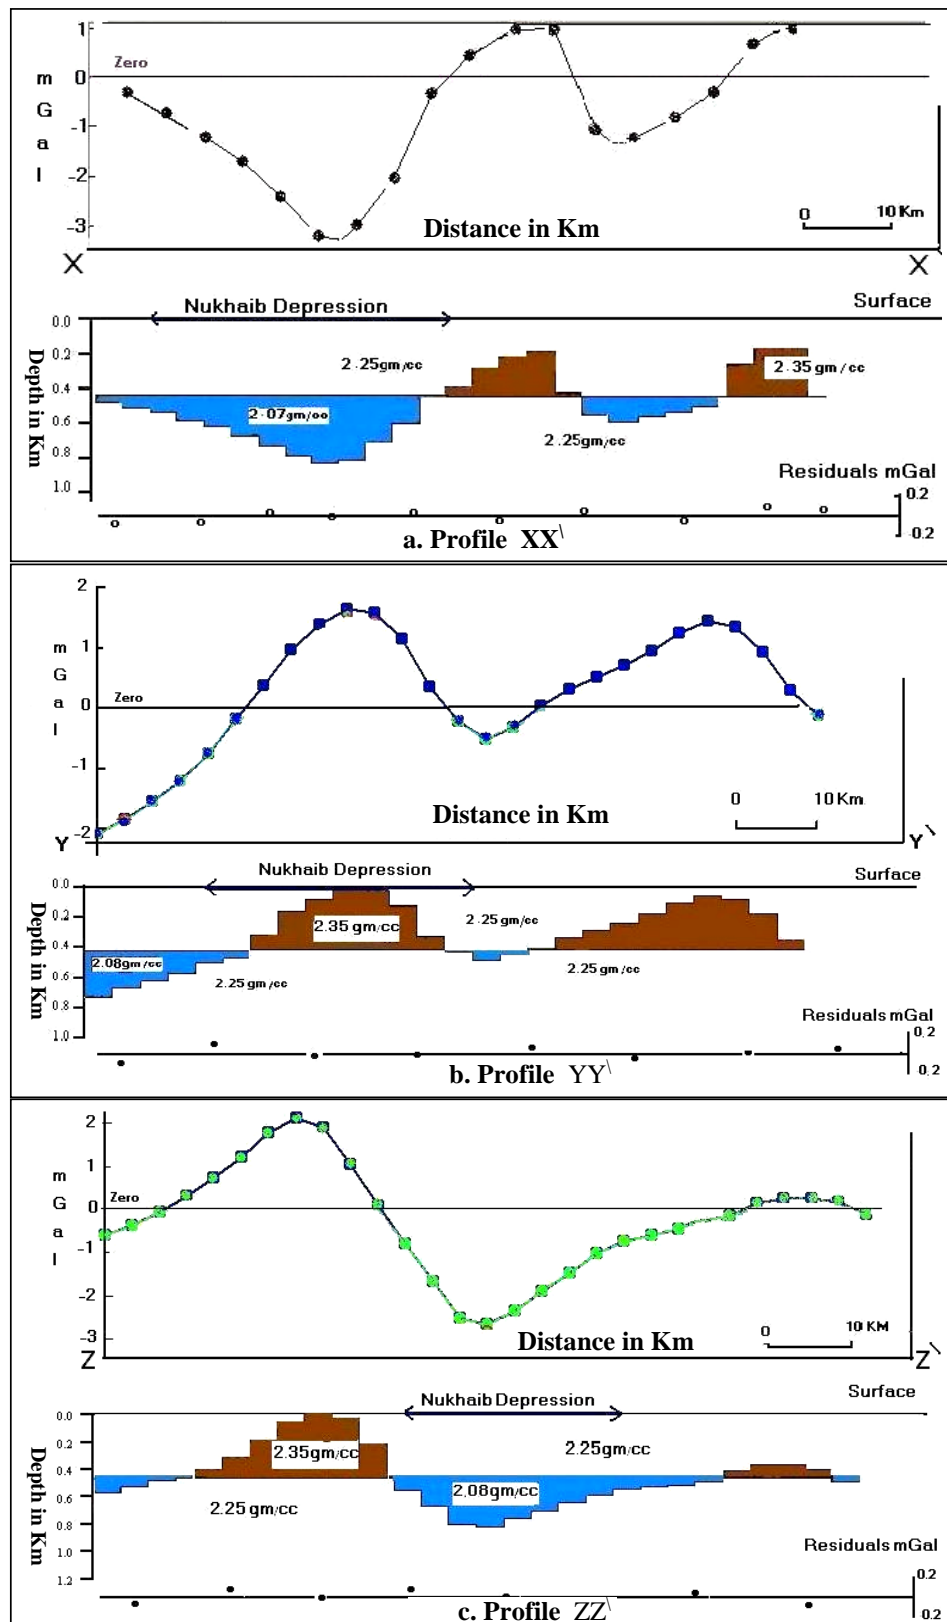 1
Zero
m 0
G
a -1
l
-2
-3
Distance in Km
0 10 Km
X X
Nukhaib Depression Surface
Depth in Km
0.0
0.2
0.4
0.6
0.8
1.0
2.25gm/cc
2.35 gm/cc
2.07gm/cc
2.25gm/cc
Residuals mGal
0.2
-0.2
a. Profile XX\
2
m 1
G
a Zero 0
l
-1
-2
Distance in Km
0 10 Km.
Y Y\
Nukhaib Depression Surface
Depth in Km
0.0
0.2
0.4
0.6
0.8
1.0
2.35 gm/cc
2.25 gm/cc
2.08gm/cc
2.25 gm/cc
2.25 gm/cc
Residuals mGal
0.2
0.2
b. Profile YY\
2
m 1
G
a Zero 0
l
-1
-2
-3
Distance in Km
0 10 KM
Z Z\
Nukhaib Depression Surface
Depth in Km
0.0
0.2
0.4
0.6
0.8
1.0
1.2
2.35gm/cc
2.25gm/cc
2.25 gm/cc
2.08gm/cc
Residuals mGal
0.2
0.2
c. Profile ZZ\